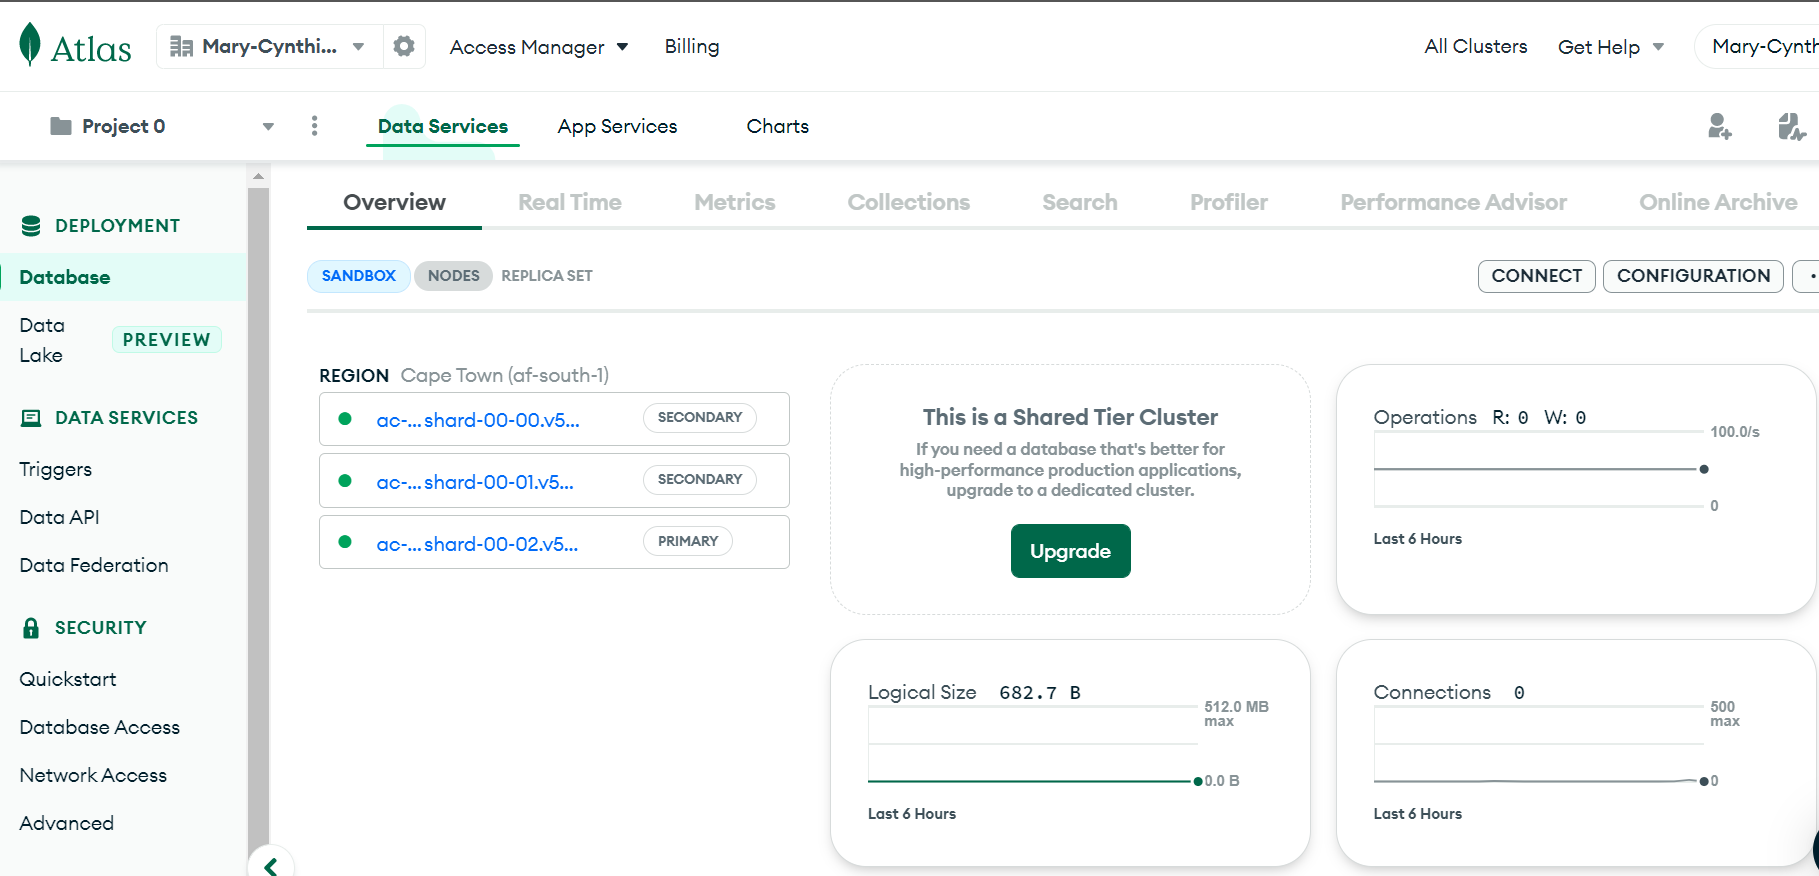 Atlas
Mary-Cynthi...
Access Manager
Billing
All Clusters
Get Help
Mary-Cynth
Project 0
Data Services
App Services
Charts
DEPLOYMENT
Database
Data
Lake
PREVIEW
DATA SERVICES
Triggers
Data API
Data Federation
SECURITY
Quickstart
Database Access
Network Access
Advanced
Overview
Real Time
Metrics
Collections
Search
Profiler
Performance Advisor
Online Archive
SANDBOX
NODES
REPLICA SET
CONNECT
CONFIGURATION
REGION Cape Town (af-south-1)
ac-...shard-00-00.v5... SECONDARY
ac-...shard-00-01.v5... SECONDARY
ac-...shard-00-02.v5... PRIMARY
This is a Shared Tier Cluster
If you need a database that's better for
high-performance production applications,
upgrade to a dedicated cluster.
Upgrade
Operations R: 0 W: 0
100.0/s
0
Last 6 Hours
Logical Size 682.7 B
512.0 MB
max
0.0 B
Last 6 Hours
Connections 0
500
max
0
Last 6 Hours